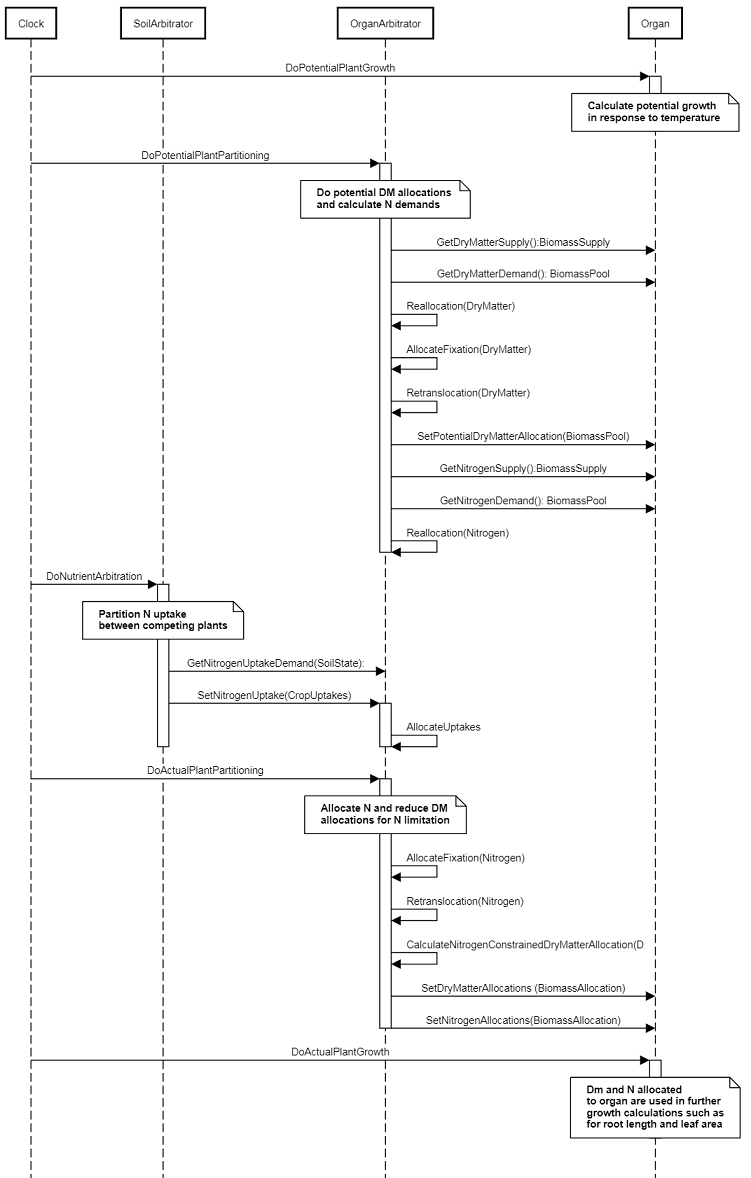 Clock
SoilArbitrator
OrganArbitrator
Organ
DoPotentialPlantGrowth
Calculate potential growth
in response to temperature
DoPotentialPlantPartitioning
Do potential DM allocations
and calculate N demands
GetDryMatterSupply():BiomassSupply
GetDryMatterDemand(): BiomassPool
Reallocation(DryMatter)
AllocateFixation(DryMatter)
Retranslocation(DryMatter)
SetPotentialDryMatterAllocation(BiomassPool)
GetNitrogenSupply():BiomassSupply
GetNitrogenDemand(): BiomassPool
Reallocation(Nitrogen)
DoNutrientArbitration
Partition N uptake
between competing plants
GetNitrogenUptakeDemand(SoilState):
SetNitrogenUptake(CropUptakes)
AllocateUptakes
DoActualPlantPartitioning
Allocate N and reduce DM
allocations for N limitation
AllocateFixation(Nitrogen)
Retranslocation(Nitrogen)
CalculateNitrogenConstrainedDryMatterAllocation(D
SetDryMatterAllocations (BiomassAllocation)
SetNitrogenAllocations(BiomassAllocation)
DoActualPlantGrowth
Dm and N allocated
to organ are used in further
growth calculations such as
for root length and leaf area